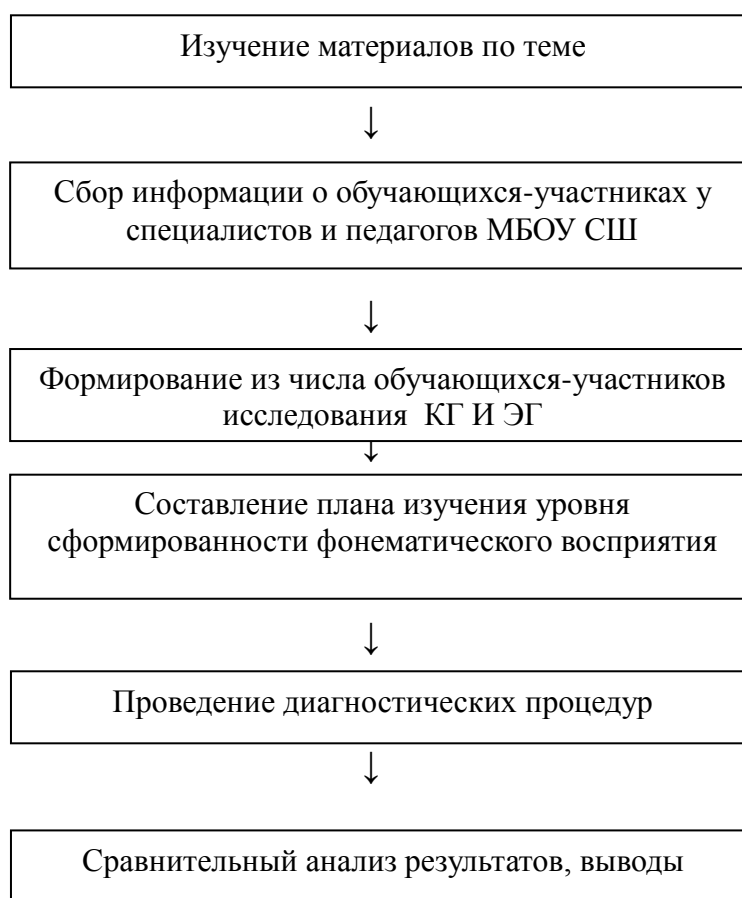 Изучение материалов по теме
↓
Сбор информации о обучающихся-участниках у
специалистов и педагогов МБОУ СШ
↓
Формирование из числа обучающихся-участников
исследования КГ И ЭГ
↓
Составление плана изучения уровня
сформированности фонематического восприятия
↓
Проведение диагностических процедур
↓
Сравнительный анализ результатов, выводы